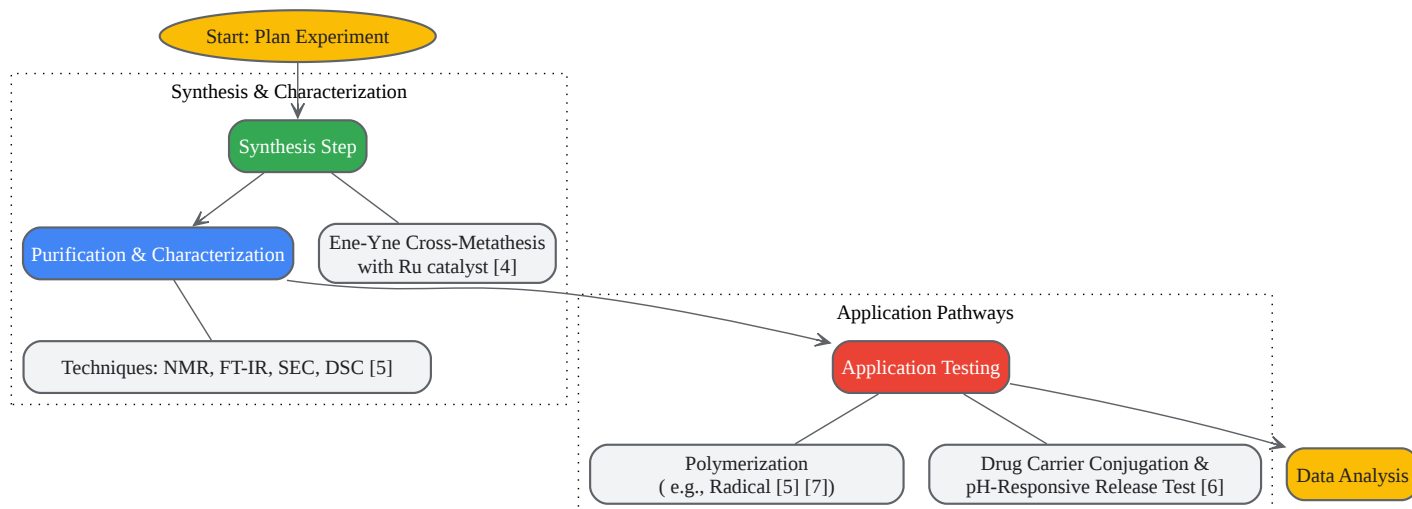 Start: Plan Experiment
Synthesis & Characterization
Synthesis Step
Purification & Characterization
Ene-Yne Cross-Metathesis
with Ru catalyst [4]
Techniques: NMR, FT-IR, SEC, DSC [5]
Application Pathways
Application Testing
Polymerization
( e.g., Radical [5] [7])
Drug Carrier Conjugation &
pH-Responsive Release Test [6]
Data Analysis